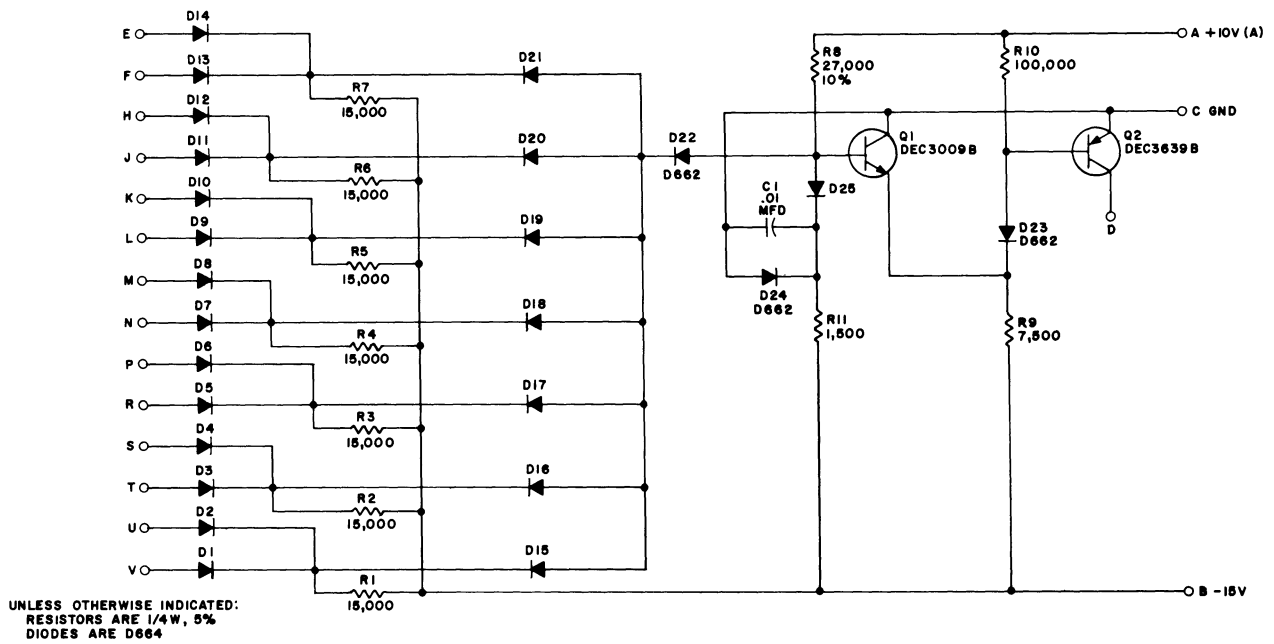 D14
E
A +10V (A)
D13
F
D21
R8
27,000
10%
R10
100,000
R7
15,000
D12
H
C GND
D11
J
D20
D22
D662
Q1
DEC3009B
Q2
DEC3639B
R6
15,000
D10
K
C1
.01
MFD
D25
D9
L
D19
D
D23
D662
R5
15,000
D8
M
D24
D662
D7
N
D18
R11
1,500
R9
7,500
R4
15,000
D6
P
D5
R
D17
R3
15,000
D4
S
D3
T
D16
R2
15,000
D2
U
D1
V
D15
R1
15,000
B -15V
UNLESS OTHERWISE INDICATED:
RESISTORS ARE 1/4W, 5%
DIODES ARE D664